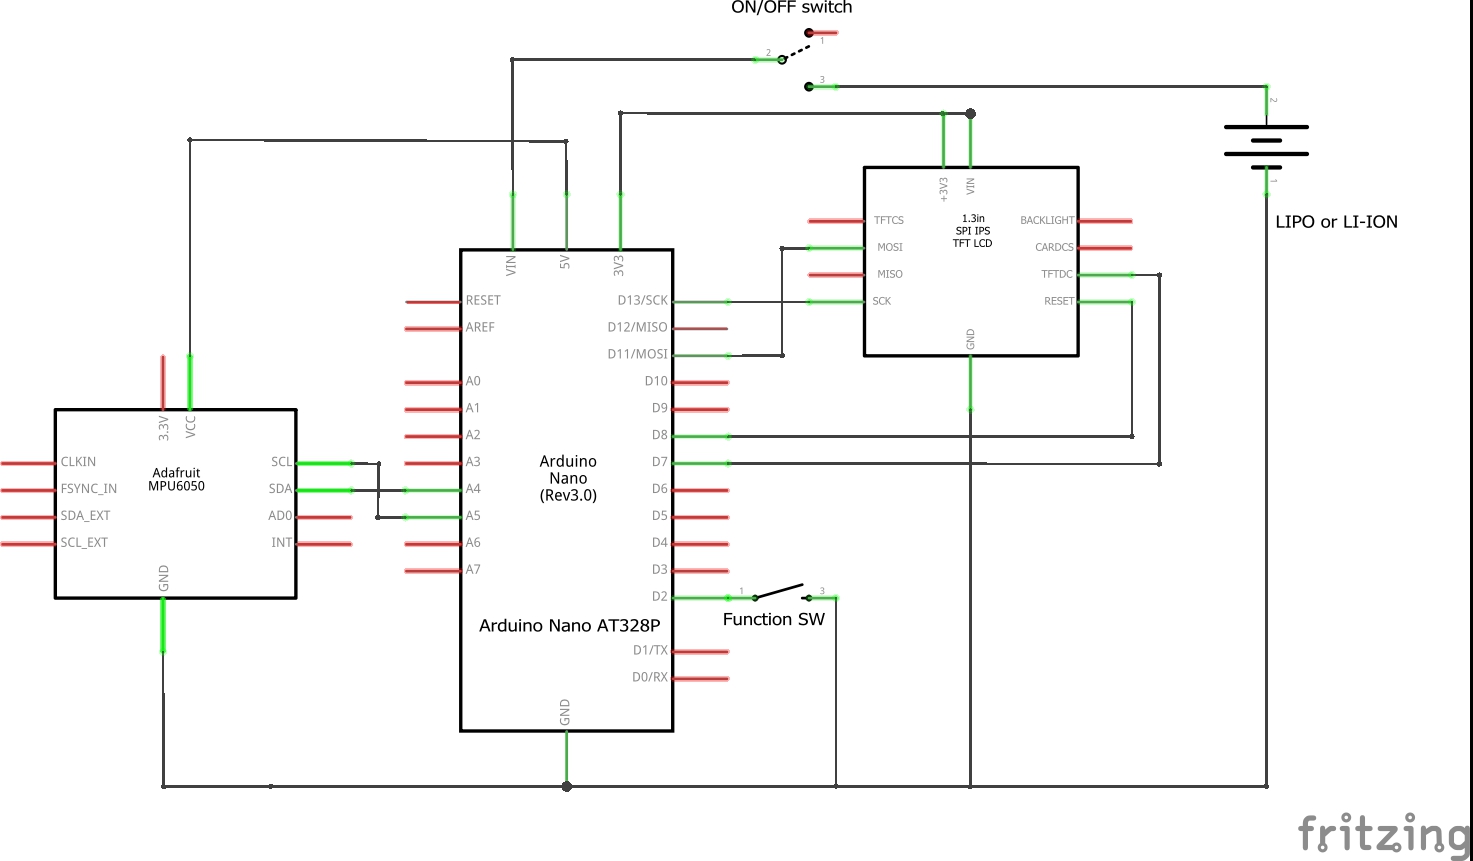 ON/OFF switch
1
2
3
2
1
LIPO or LI-ION
+3V3
VIN
1.3in
SPI IPS
TFT LCD
TFTCS
MOSI
MISO
SCK
BACKLIGHT
CARDCS
TFTDC
RESET
GND
VIN
5V
3V3
RESET
AREF
A0
A1
A2
A3
A4
A5
A6
A7
D13/SCK
D12/MISO
D11/MOSI
D10
D9
D8
D7
D6
D5
D4
D3
D2
D1/TX
D0/RX
Arduino
Nano
(Rev3.0)
Arduino Nano AT328P
GND
1
3
Function SW
3.3V
VCC
Adafruit
MPU6050
CLKIN
FSYNC_IN
SDA_EXT
SCL_EXT
SCL
SDA
AD0
INT
GND
fritzing